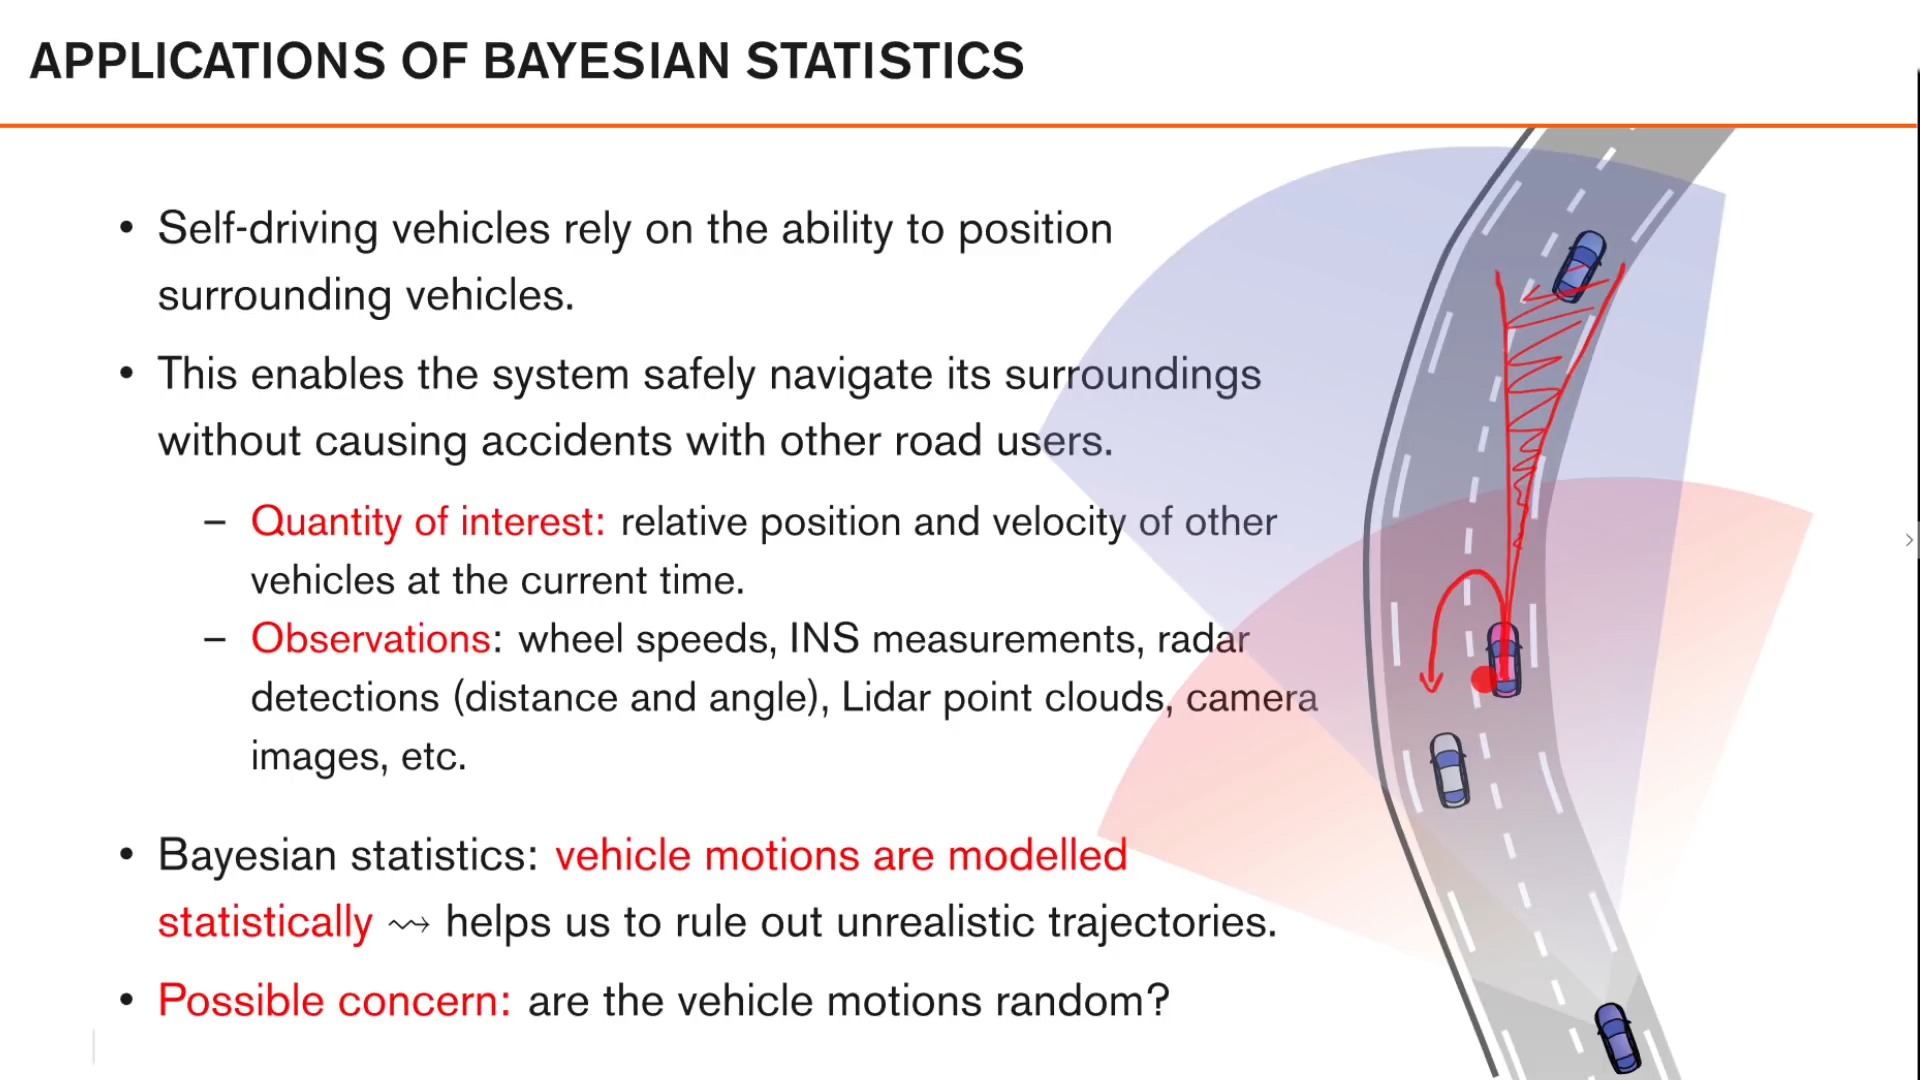 APPLICATIONS OF BAYESIAN STATISTICS
• Self-driving vehicles rely on the ability to position
surrounding vehicles.
• This enables the system safely navigate its surroundings
without causing accidents with other road users.
– Quantity of interest: relative position and velocity of other
vehicles at the current time.
– Observations: wheel speeds, INS measurements, radar
detections (distance and angle), Lidar point clouds, camera
images, etc.
• Bayesian statistics: vehicle motions are modelled
statistically ⇝ helps us to rule out unrealistic trajectories.
• Possible concern: are the vehicle motions random?